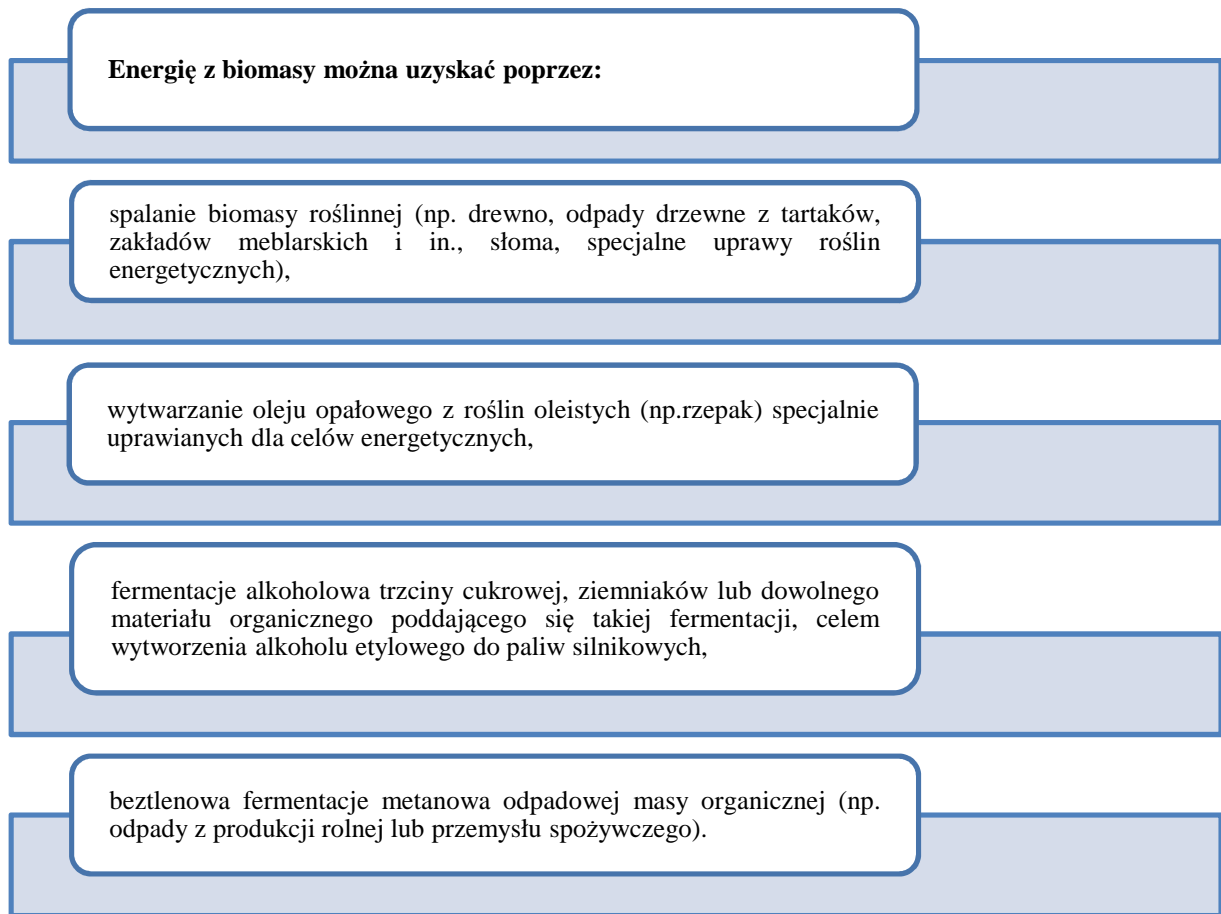 Energię z biomasy można uzyskać poprzez:
spalanie biomasy roślinnej (np. drewno, odpady drzewne z tartaków,
zakładów meblarskich i in., słoma, specjalne uprawy roślin
energetycznych),
wytwarzanie oleju opałowego z roślin oleistych (np.rzepak) specjalnie
uprawianych dla celów energetycznych,
fermentacje alkoholowa trzciny cukrowej, ziemniaków lub dowolnego
materiału organicznego poddającego się takiej fermentacji, celem
wytworzenia alkoholu etylowego do paliw silnikowych,
beztlenowa fermentacje metanowa odpadowej masy organicznej (np.
odpady z produkcji rolnej lub przemysłu spożywczego).